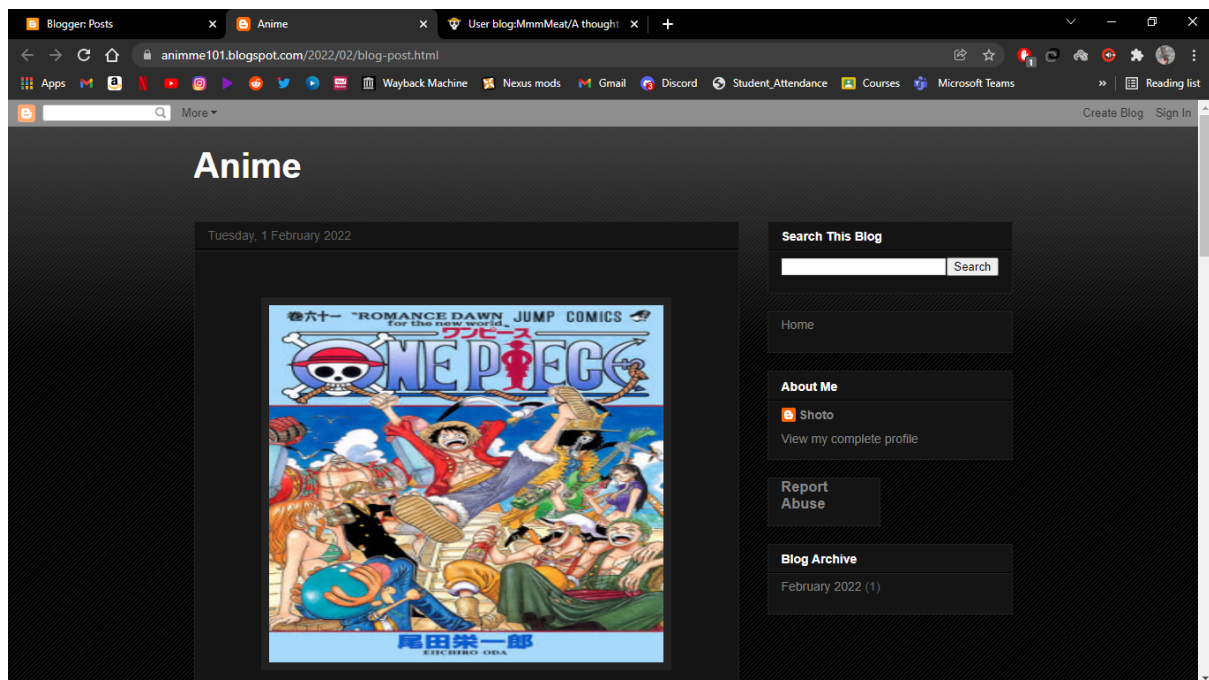 Blogger: Posts
Anime
User blog:MmmMeat/A thought
animme101.blogspot.com/2022/02/blog-post.html
Apps
Wayback Machine
Nexus mods
Gmail
Discord
Student_Attendance
Courses
Microsoft Teams
»
Reading list
More
Create Blog
Sign In
Anime
Tuesday, 1 February 2022
巻六十一 "ROMANCE DAWN JUMP COMICS
for the new world"
ワンピース
ONE PIECE
尾田栄一郎
EIICHIRO ODA
Search This Blog
Search
Home
About Me
Shoto
View my complete profile
Report
Abuse
Blog Archive
February 2022 (1)